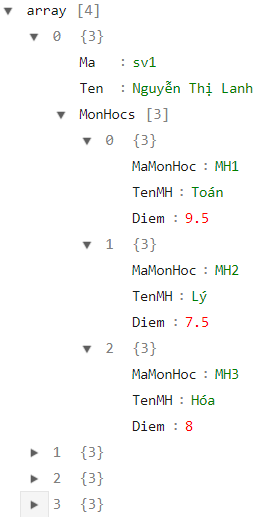 array [4]
0 {3}
Ma : sv1
Ten : Nguyễn Thị Lanh
MonHocs [3]
0 {3}
MaMonHoc : MH1
TenMH : Toán
Diem : 9.5
1 {3}
MaMonHoc : MH2
TenMH : Lý
Diem : 7.5
2 {3}
MaMonHoc : MH3
TenMH : Hóa
Diem : 8
1 {3}
2 {3}
3 {3}